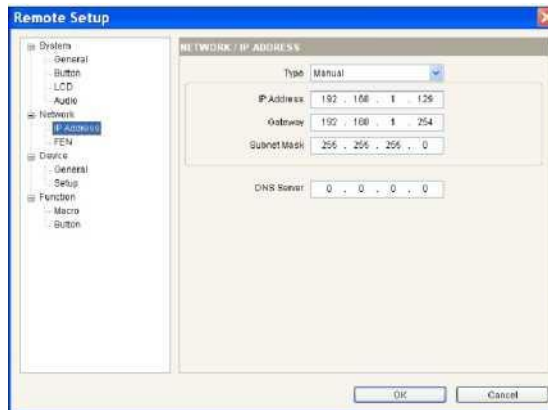 Remote Setup
System
General
Button
LCD
Audio
Network
IP Address
FEN
Device
General
Setup
Function
Macro
Button
NETWORK / IP ADDRESS
Type Manual
IP Address 192 . 168 . 1 . 129
Gateway 192 . 168 . 1 . 254
Subnet Mask 255 . 255 . 255 . 0
DNS Server 0 . 0 . 0 . 0
OK Cancel